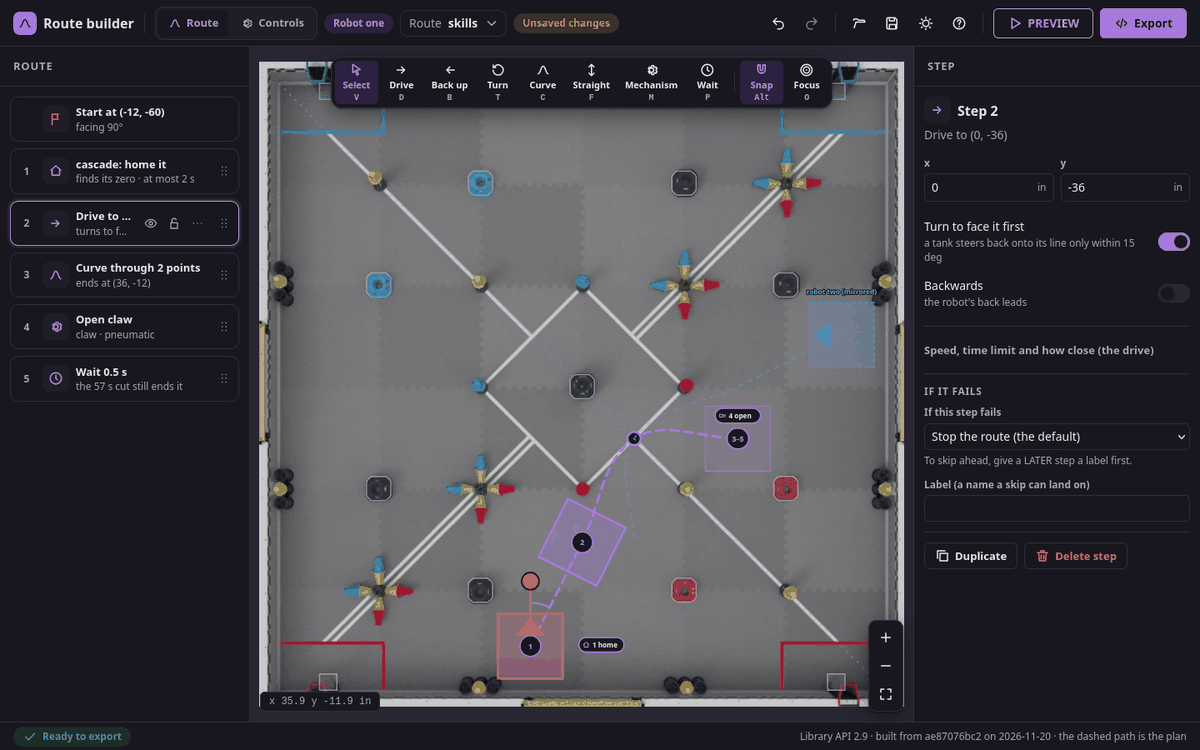 Route builder
Route
Controls
Robot one
Route skills
Unsaved changes
PREVIEW
Export
ROUTE
Start at (-12, -60)
facing 90°
1
cascade: home it
finds its zero · at most 2 s
2
Drive to ...
turns to f...
3
Curve through 2 points
ends at (36, -12)
4
Open claw
claw · pneumatic
5
Wait 0.5 s
the 57 s cut still ends it
Select
V
Drive
D
Back up
B
Turn
T
Curve
C
Straight
F
Mechanism
M
Wait
P
Snap
Alt
Focus
O
robot two (mirrored)
4 open
3-5
2
1
1 home
x 35.9 y -11.9 in
STEP
Step 2
Drive to (0, -36)
x
y
0 in
-36 in
Turn to face it first
a tank steers back onto its line only within 15
deg
Backwards
the robot's back leads
Speed, time limit and how close (the drive)
IF IT FAILS
If this step fails
Stop the route (the default)
To skip ahead, give a LATER step a label first.
Label (a name a skip can land on)
Duplicate
Delete step
Ready to export
Library API 2.9 · built from ae87076bc2 on 2026-11-20 · the dashed path is the plan